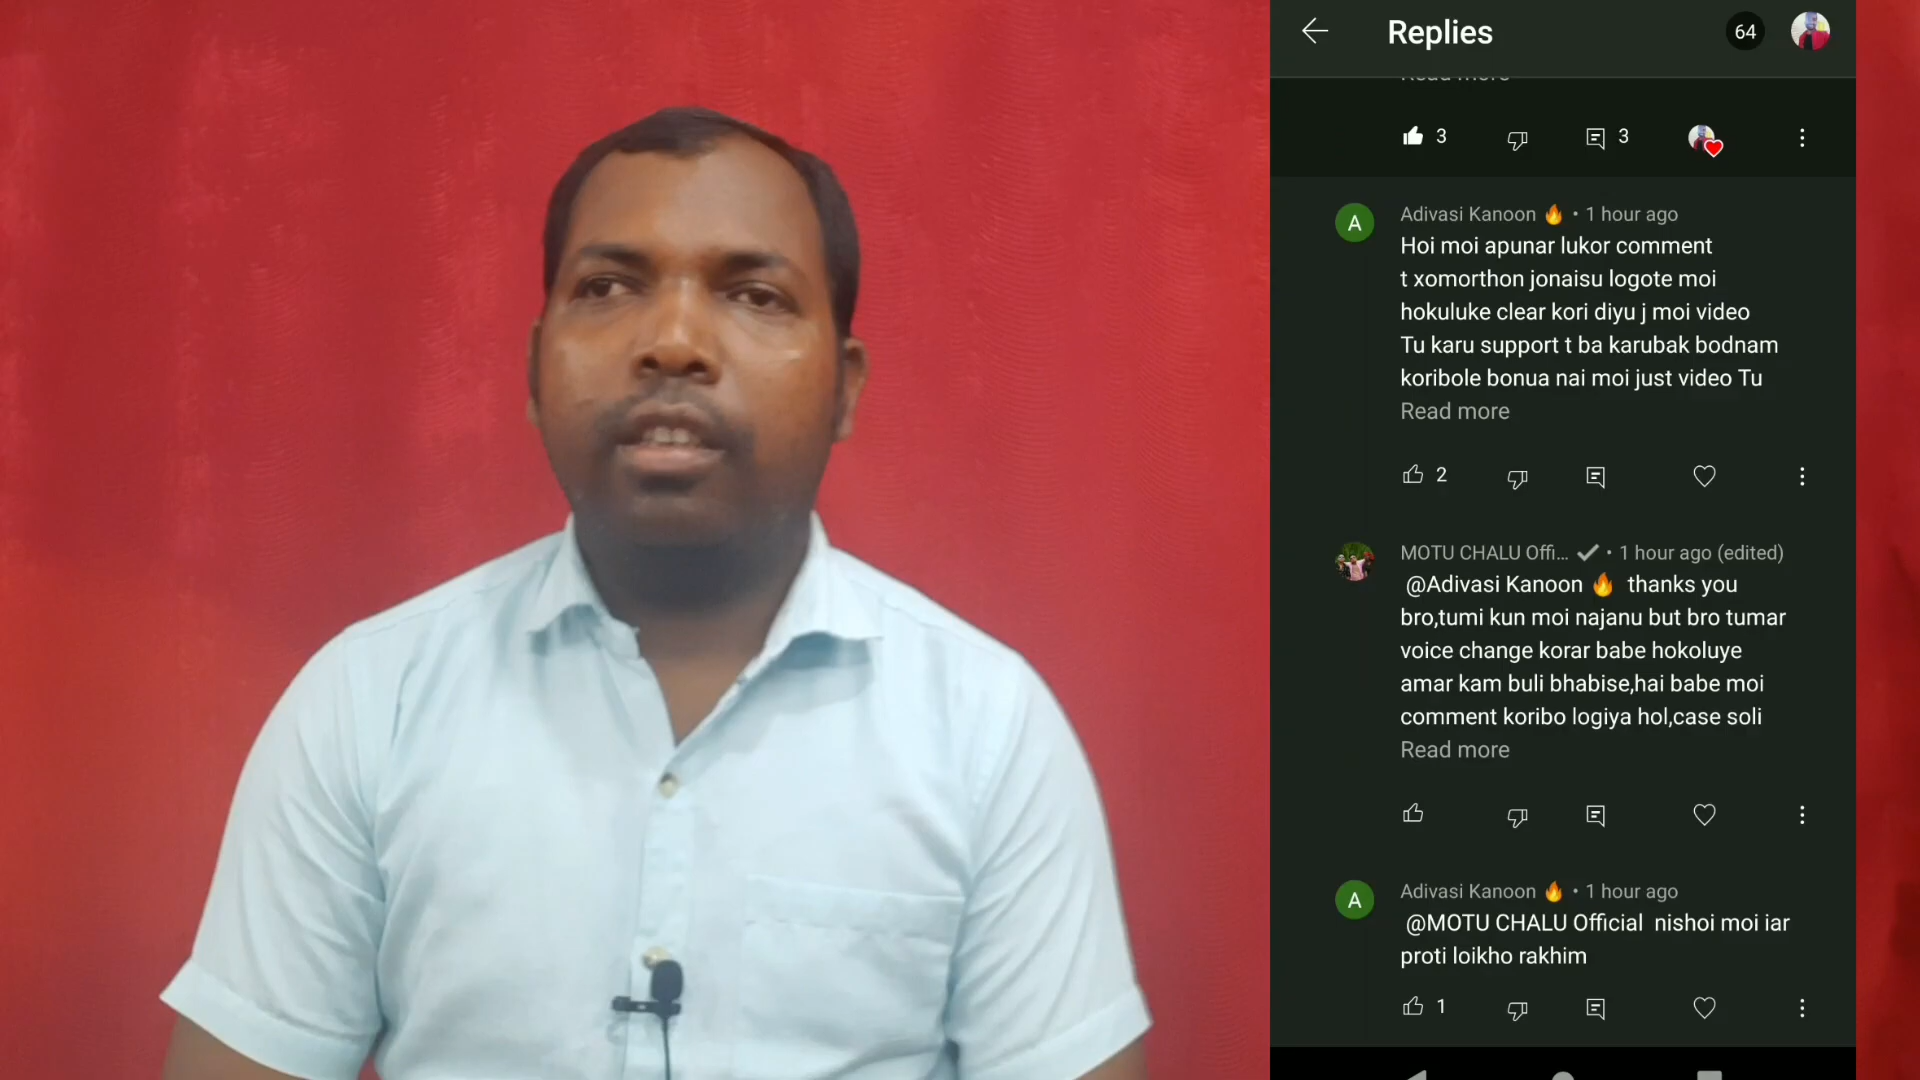 Replies
64
Read more
3
3
A
Adivasi Kanoon 🔥 • 1 hour ago
Hoi moi apunar lukor comment
t xomorthon jonaisu logote moi
hokuluke clear kori diyu j moi video
Tu karu support t ba karubak bodnam
koribole bonua nai moi just video Tu
Read more
2
MOTU CHALU Offi... ✔ • 1 hour ago (edited)
@Adivasi Kanoon 🔥 thanks you
bro,tumi kun moi najanu but bro tumar
voice change korar babe hokoluye
amar kam buli bhabise,hai babe moi
comment koribo logiya hol,case soli
Read more
A
Adivasi Kanoon 🔥 • 1 hour ago
@MOTU CHALU Official nishoi moi iar
proti loikho rakhim
1